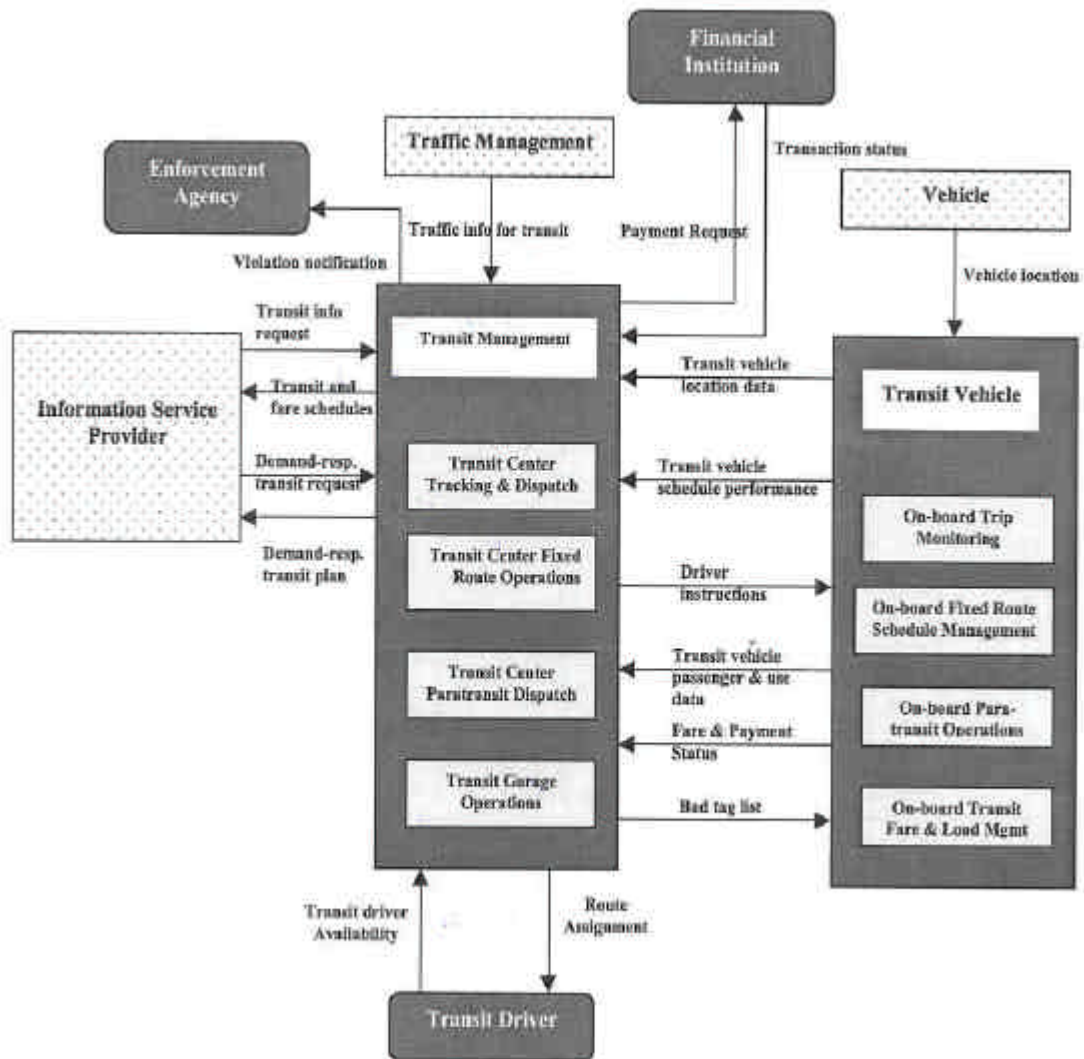 Financial
Institution
Traffic Management
Enforcement
Agency
Transaction status
Vehicle
Traffic info for transit
Payment Request
Violation notification
Vehicle location
Transit info
request
Transit Management
Transit vehicle
location data
Transit Vehicle
Transit and
fare schedules
Information Service
Provider
Demand-resp.
transit request
Transit Center
Tracking & Dispatch
Transit vehicle
schedule performance
On-board Trip
Monitoring
Demand-resp.
transit plan
Transit Center Fixed
Route Operations
Driver
instructions
On-board Fixed Route
Schedule Management
Transit Center
Paratransit Dispatch
Transit vehicle
passenger & use
data
On-board Para-
transit Operations
Fare & Payment
Status
Transit Garage
Operations
Bad tag list
On-board Transit
Fare & Load Mgmt
Transit driver
Availability
Route
Assignment
Transit Driver